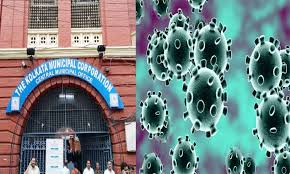 THE KOLKATA MUNICIPAL CORPORATION
CENTRAL MUNICIPAL OFFICE